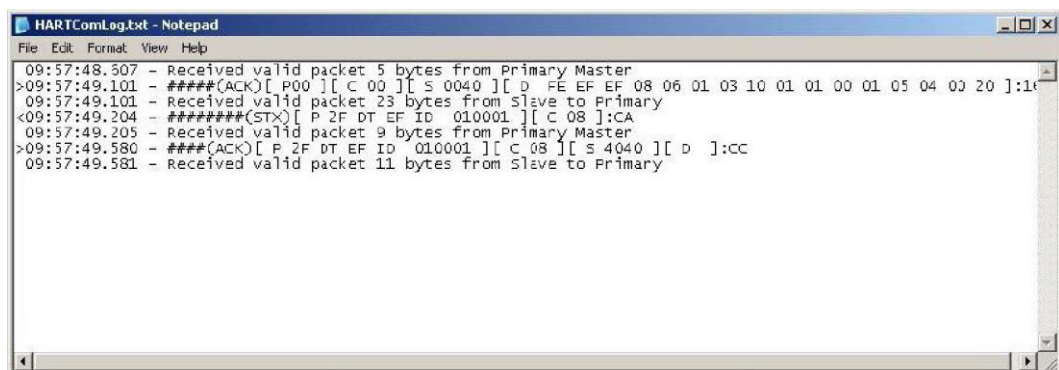 HARTComLog.txt - Notepad
File Edit Format View Help
09:57:48.607 - Received valid packet 5 bytes from Primary Master
>09:57:49.101 - #####(ACK)[ P00 ][ C 00 ][ S 0040 ][ D FE EF EF 08 06 01 03 10 01 01 00 01 05 04 00 20 ]:16
09:57:49.101 - Received valid packet 23 bytes from Slave to Primary
<09:57:49.204 - ########(STX)[ P 2F DT EF ID 010001 ][ C 08 ]:CA
09:57:49.205 - Received valid packet 9 bytes from Primary Master
>09:57:49.580 - ####(ACK)[ P 2F DT EF ID 010001 ][ C 08 ][ S 4040 ][ D ]:CC
09:57:49.581 - Received valid packet 11 bytes from Slave to Primary